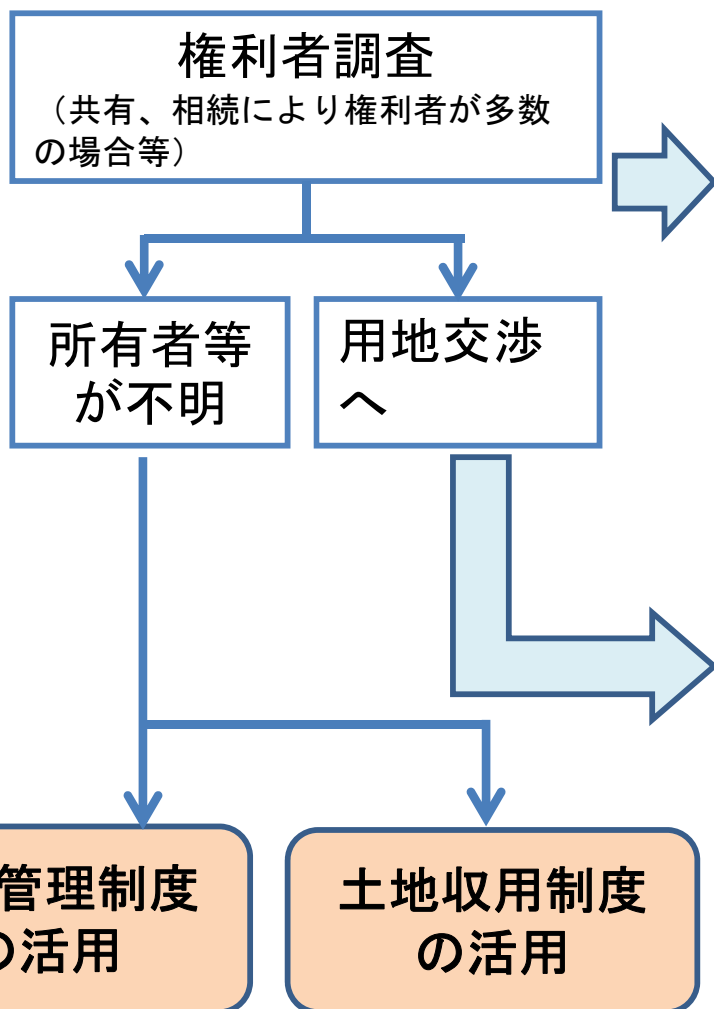 権利者調査
（共有、相続により権利者が多数
の場合等）
所有者等
が不明
用地交渉
へ
管理制度
の活用
土地収用制度
の活用